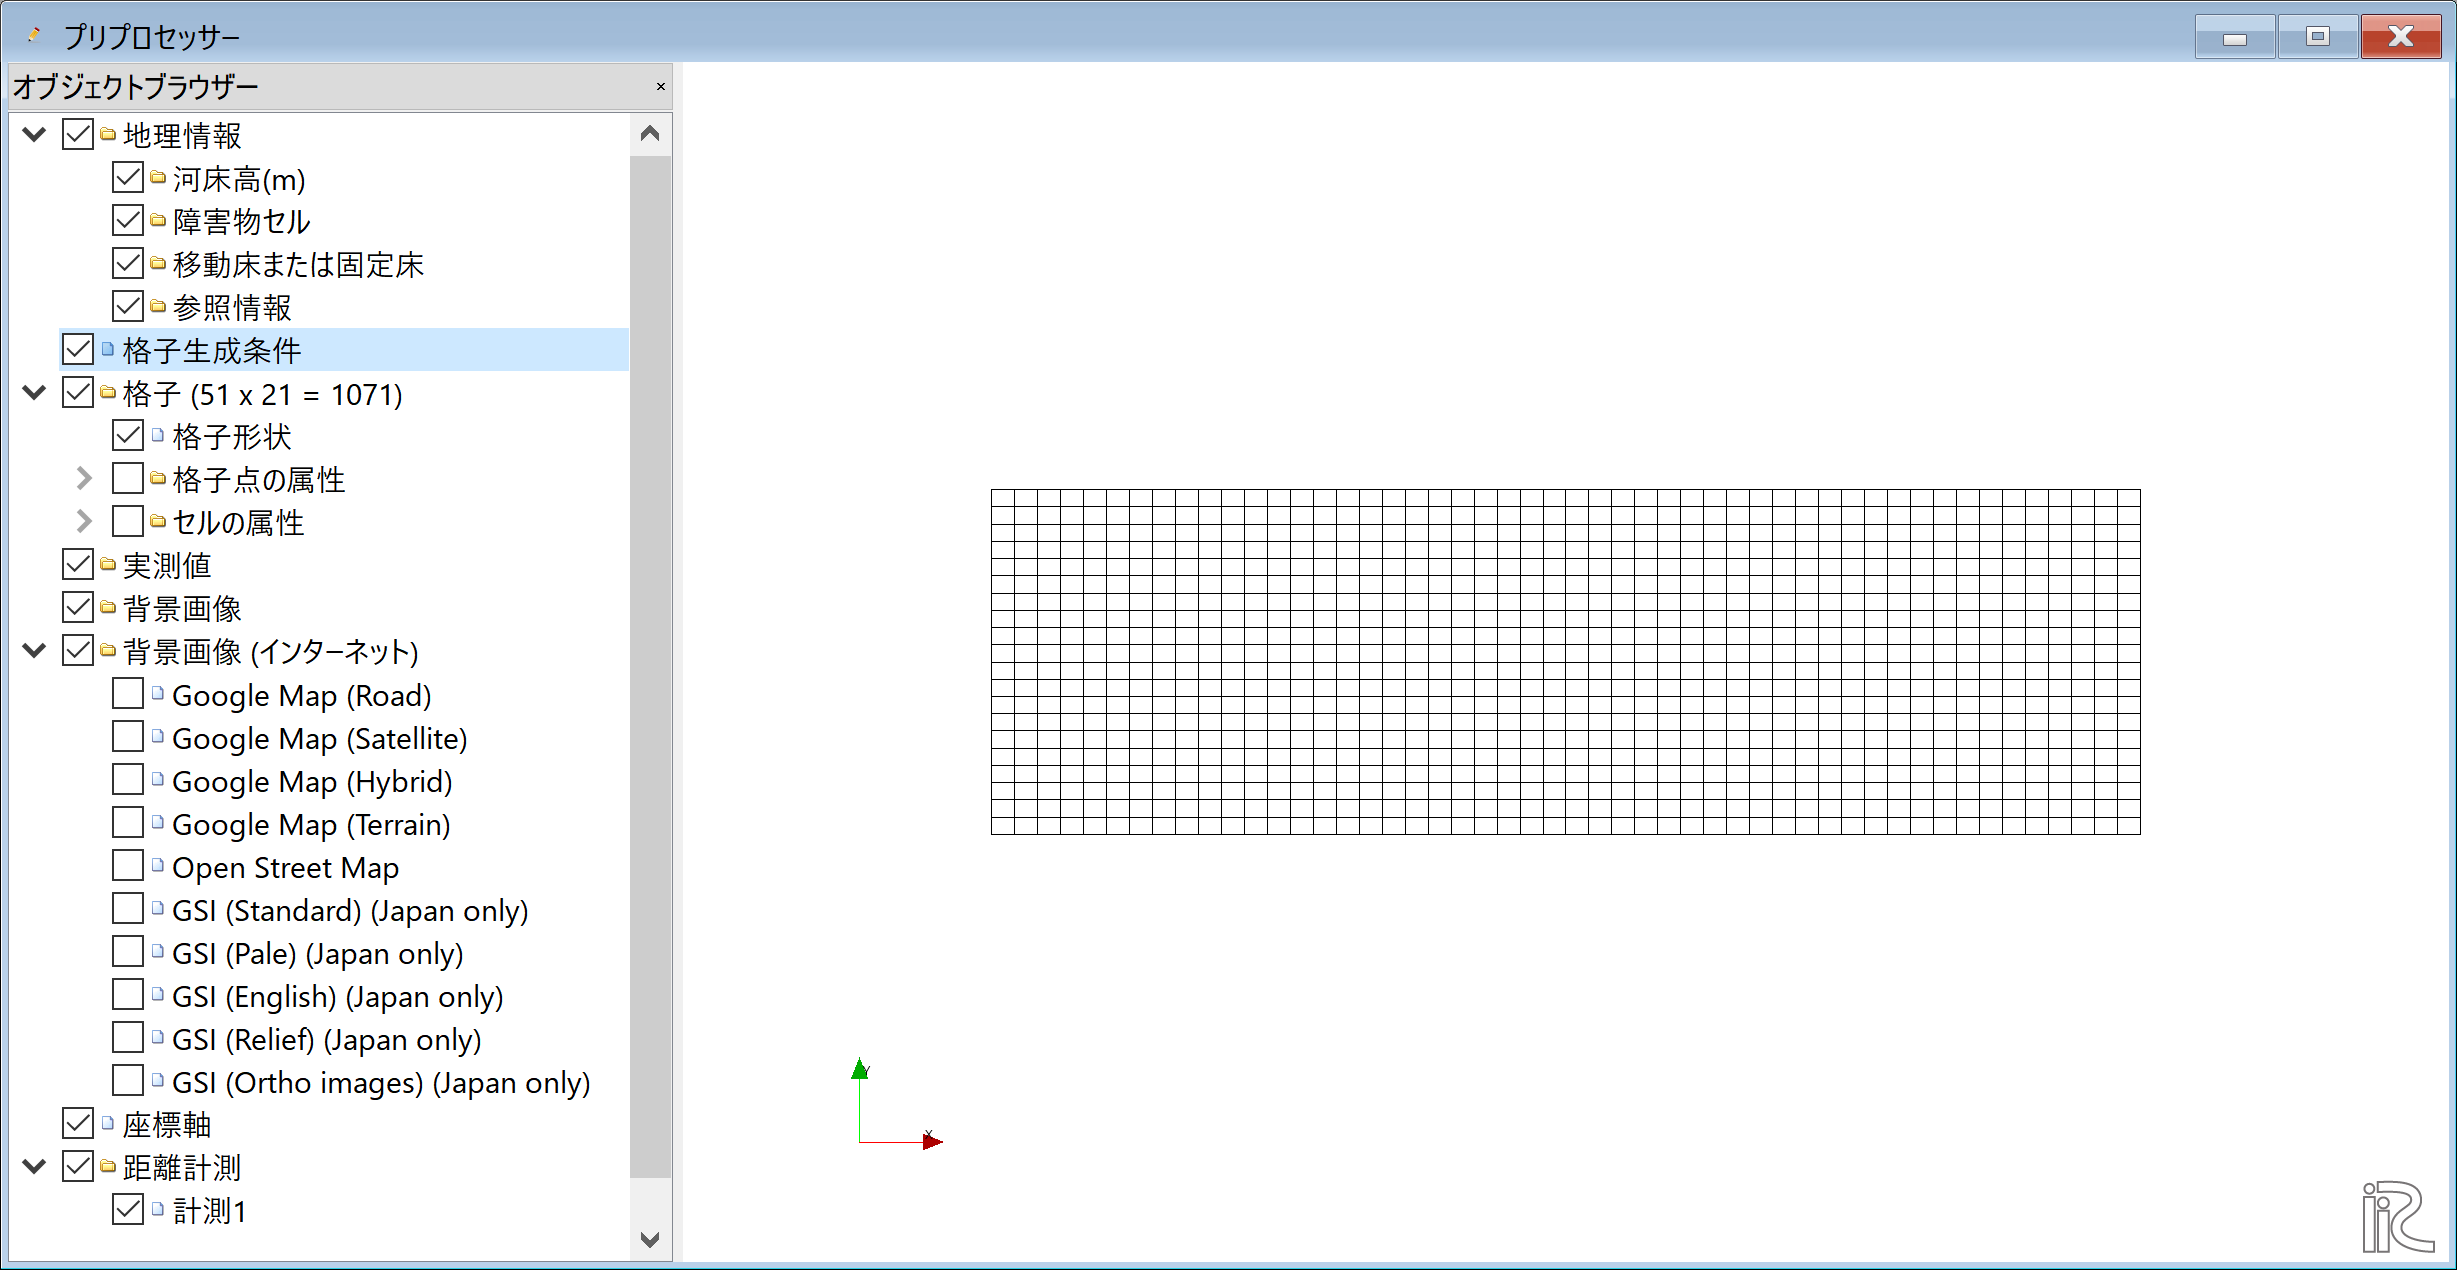 プリプロセッサー
オブジェクトブラウザー
地理情報
河床高(m)
障害物セル
移動床または固定床
参照情報
格子生成条件
格子 (51 x 21 = 1071)
格子形状
格子点の属性
セルの属性
実測値
背景画像
背景画像 (インターネット)
Google Map (Road)
Google Map (Satellite)
Google Map (Hybrid)
Google Map (Terrain)
Open Street Map
GSI (Standard) (Japan only)
GSI (Pale) (Japan only)
GSI (English) (Japan only)
GSI (Relief) (Japan only)
GSI (Ortho images) (Japan only)
座標軸
距離計測
計測1
Y
X
iRIC